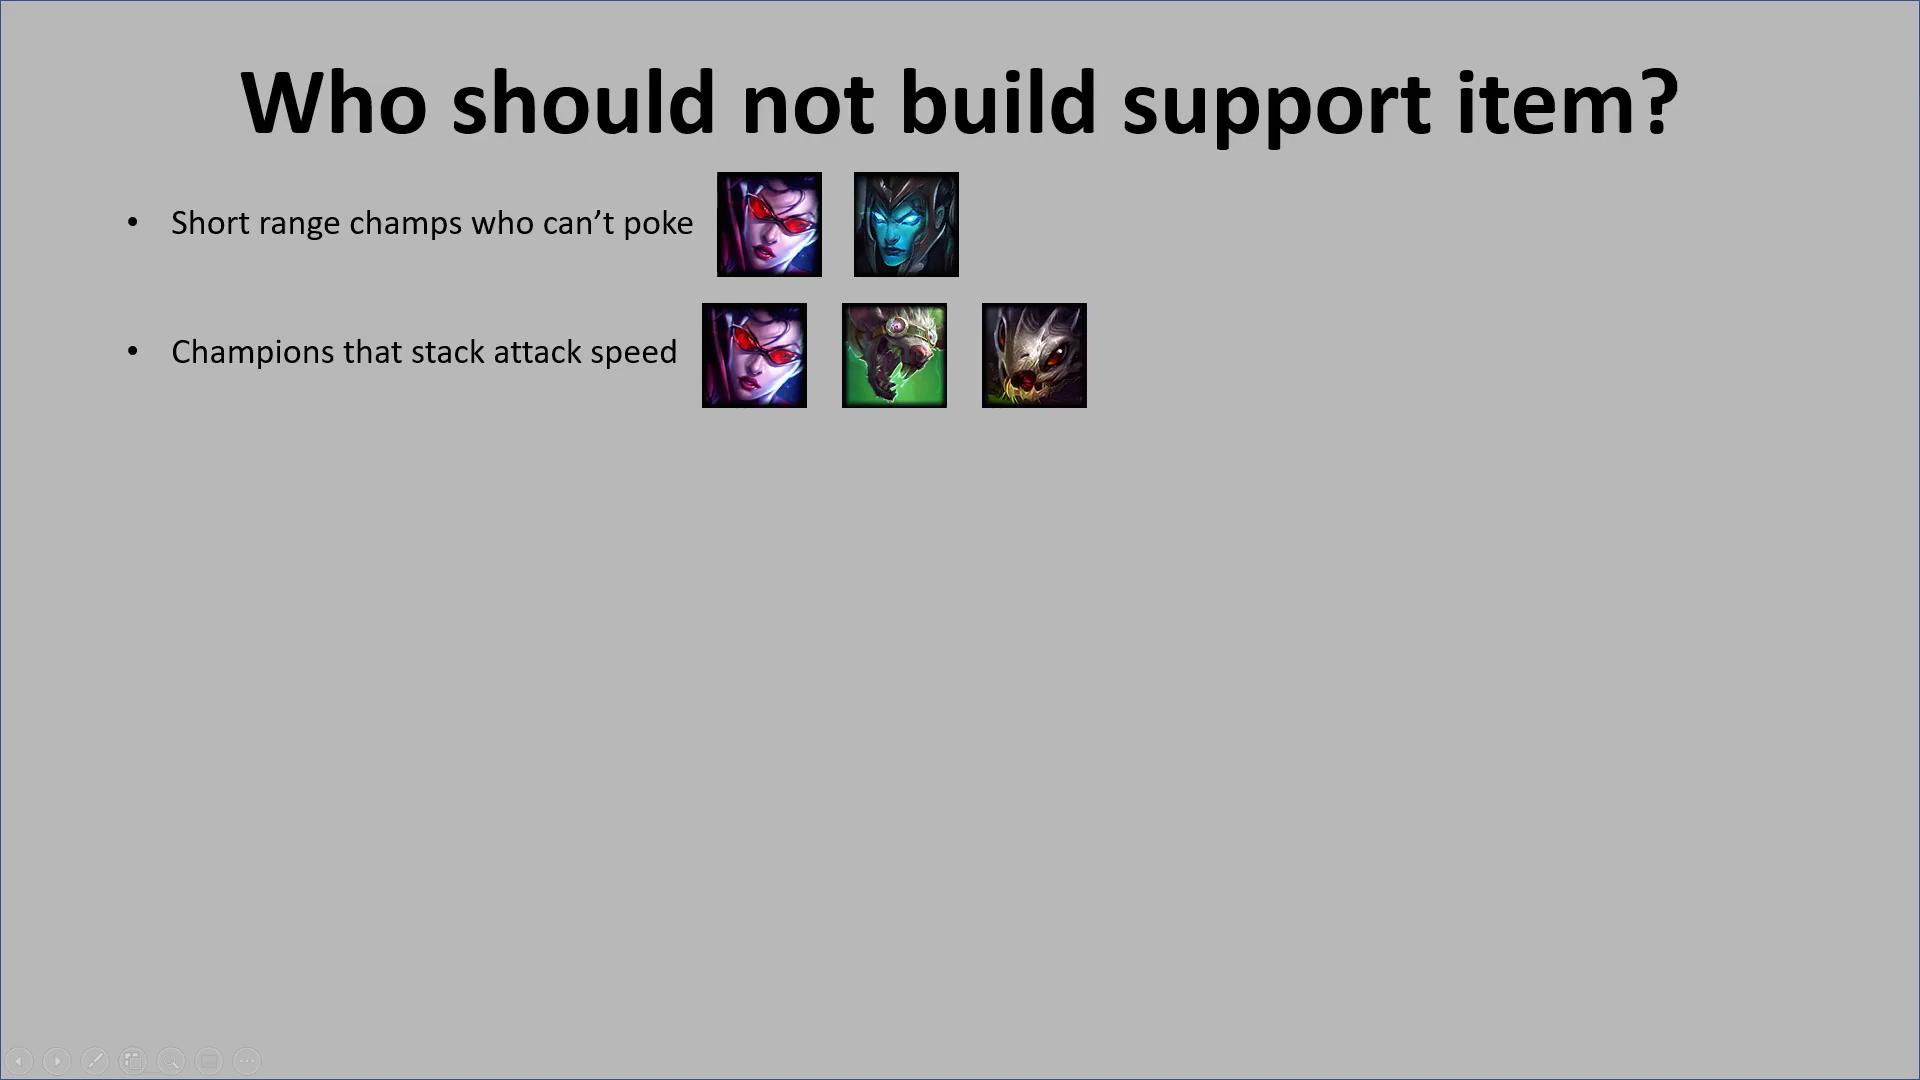 Who should not build support item?
• Short range champs who can’t poke
• Champions that stack attack speed